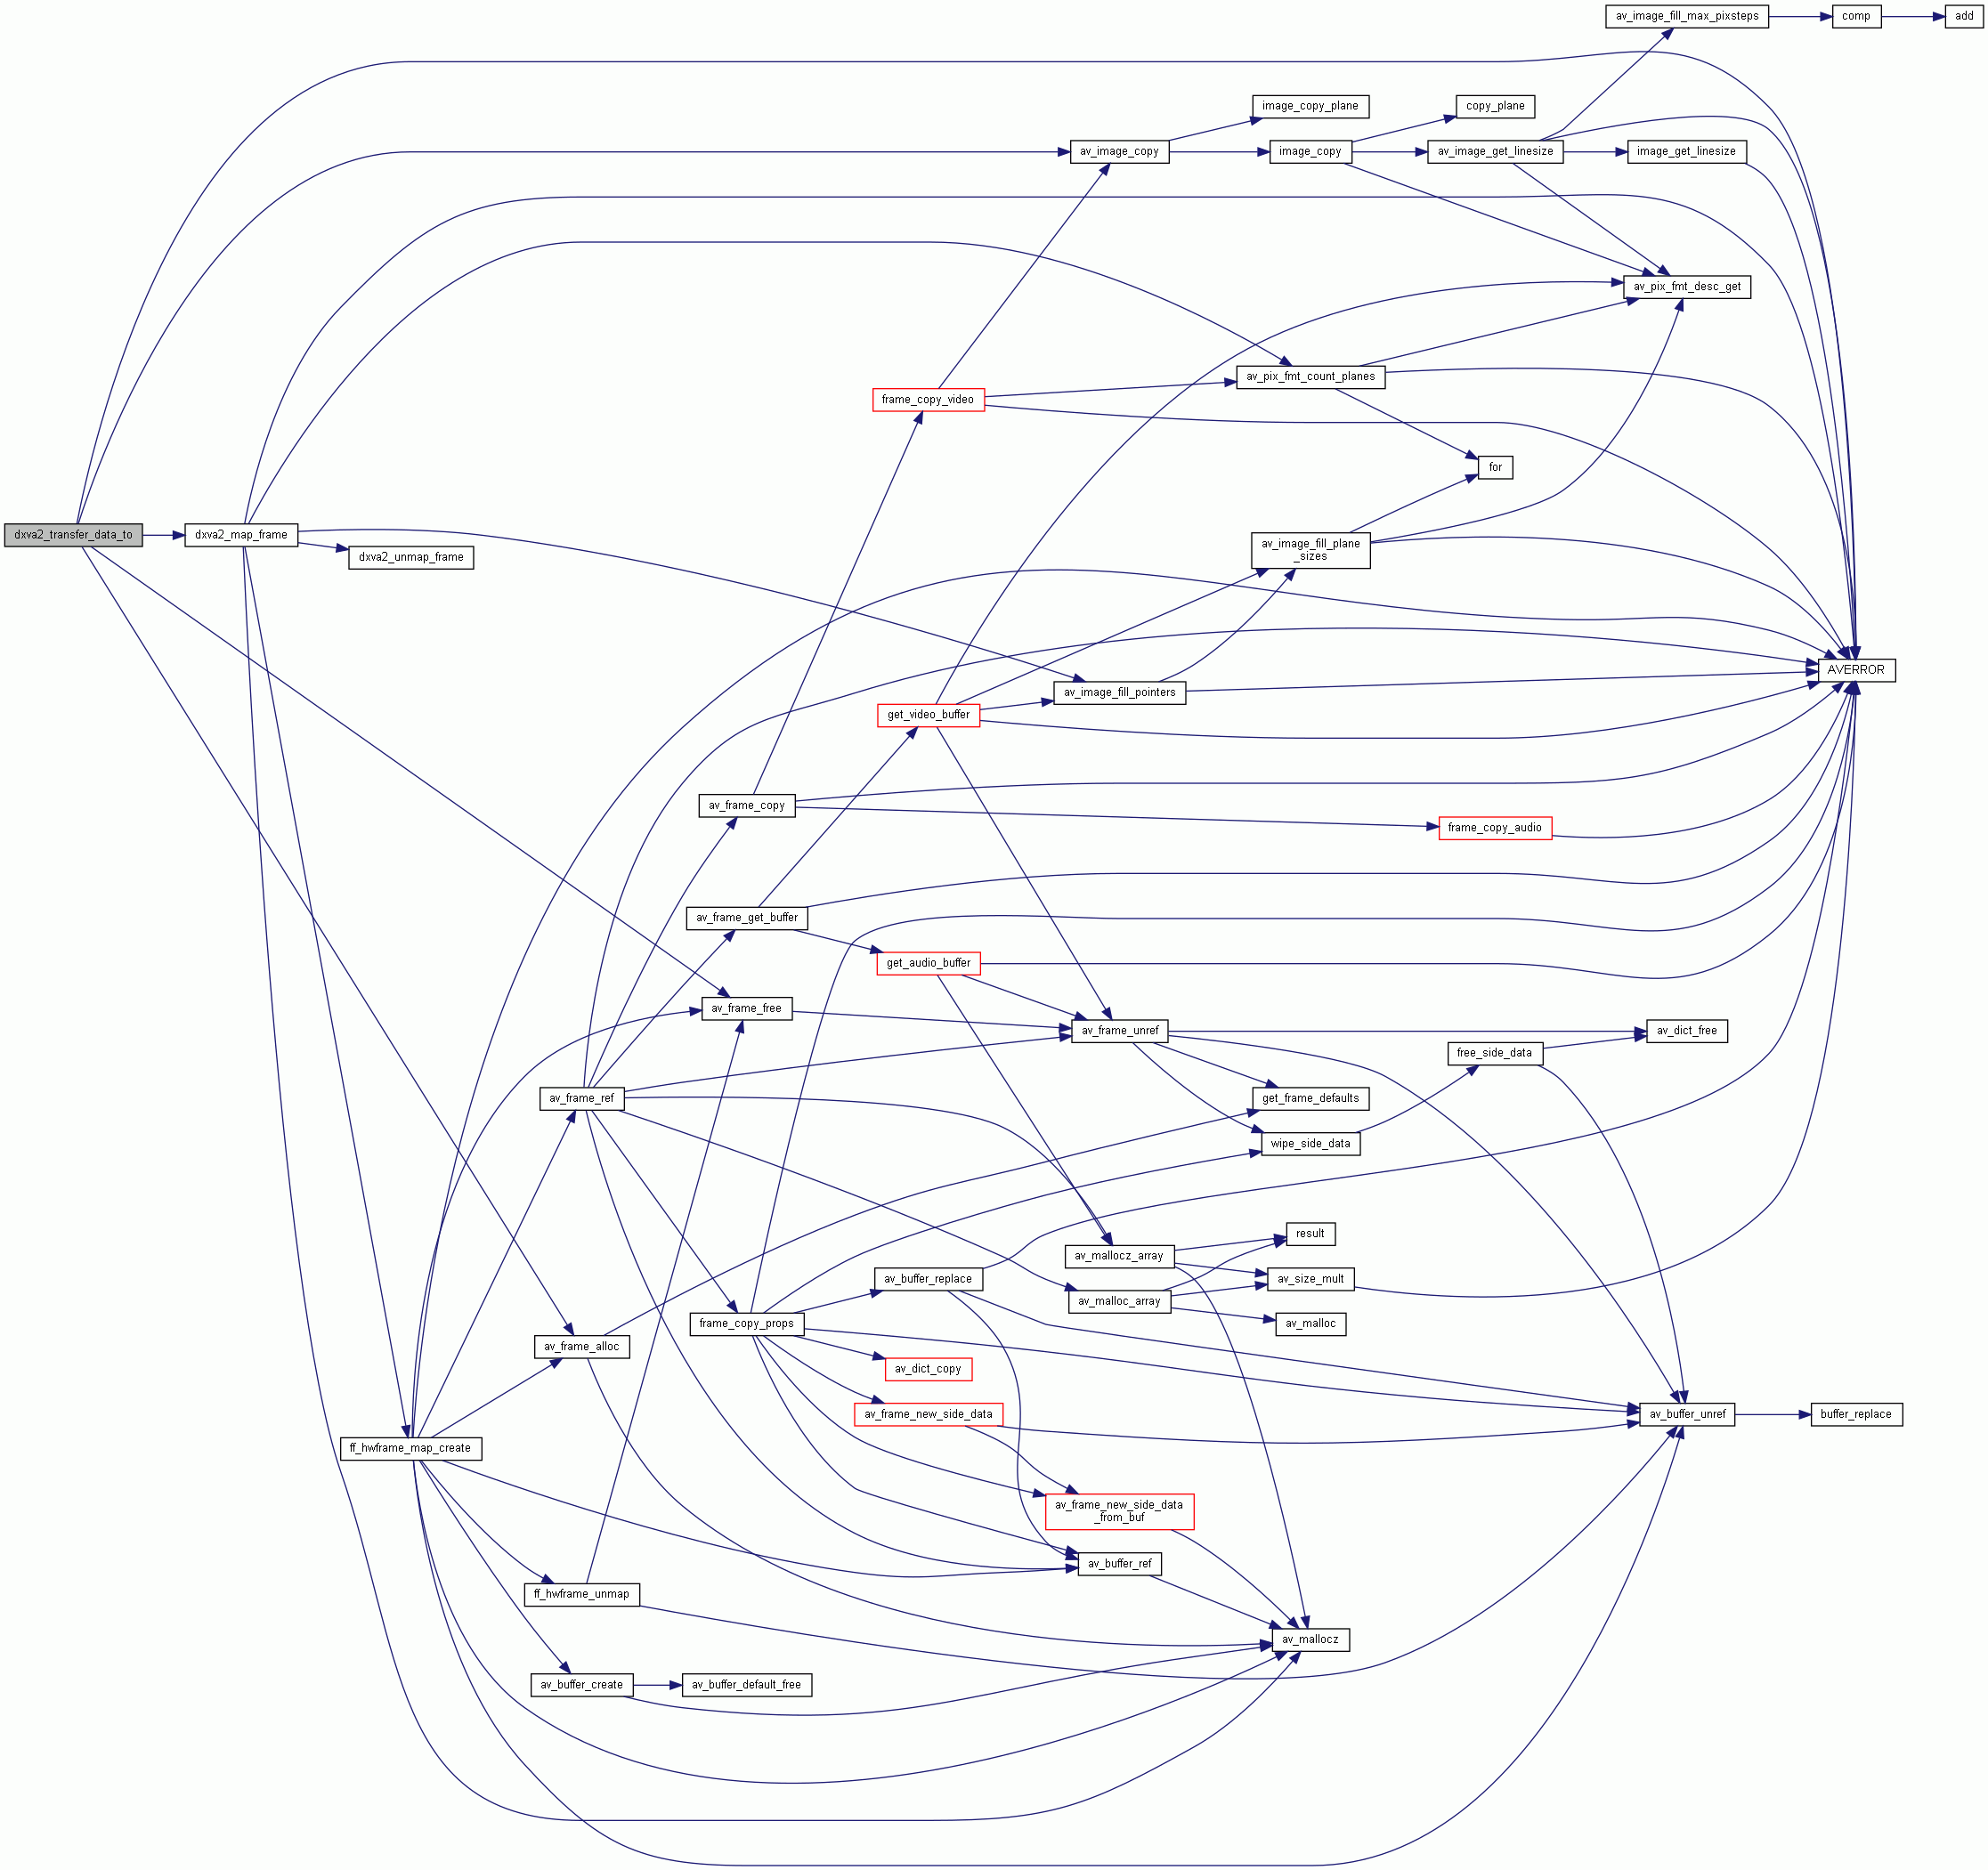 av_image_fill_max_pixsteps
comp
add
image_copy_plane
copy_plane
av_image_copy
image_copy
av_image_get_linesize
image_get_linesize
av_pix_fmt_desc_get
av_pix_fmt_count_planes
frame_copy_video
for
dxva2_transfer_data_to
dxva2_map_frame
dxva2_unmap_frame
av_image_fill_plane
_sizes
AVERROR
av_image_fill_pointers
get_video_buffer
av_frame_copy
frame_copy_audio
av_frame_get_buffer
get_audio_buffer
av_frame_free
av_frame_unref
av_dict_free
free_side_data
av_frame_ref
get_frame_defaults
wipe_side_data
result
av_mallocz_array
av_buffer_replace
av_size_mult
av_malloc_array
frame_copy_props
av_malloc
av_frame_alloc
av_dict_copy
av_frame_new_side_data
av_buffer_unref
buffer_replace
ff_hwframe_map_create
av_frame_new_side_data
_from_buf
av_buffer_ref
ff_hwframe_unmap
av_mallocz
av_buffer_create
av_buffer_default_free